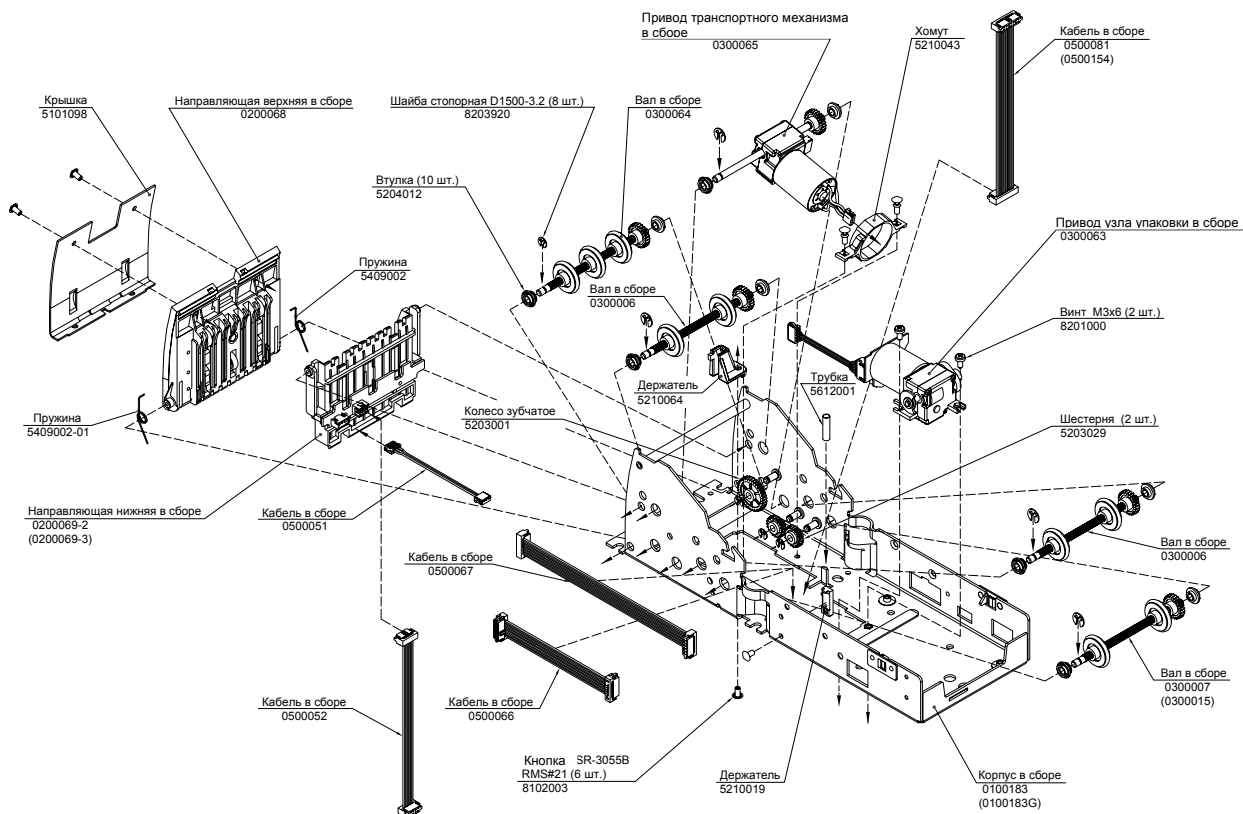 Привод транспортного механизма
в сборе
0300065
Хомут
5210043
Кабель в сборе
0500081
(0500154)
Крышка
5101098
Направляющая верхняя в сборе
0200068
Шайба стопорная D1500-3.2 (8 шт.)
8203920
Вал в сборе
0300064
Втулка (10 шт.)
5204012
Привод узла упаковки в сборе
0300063
Пружина
5409002
Вал в сборе
0300006
Винт М3х6 (2 шт.)
8201000
Держатель
5210064
Трубка
5612001
Пружина
5409002-01
Колесо зубчатое
5203001
Шестерня (2 шт.)
5203029
Направляющая нижняя в сборе
0200069-2
(0200069-3)
Кабель в сборе
0500051
Кабель в сборе
0500067
Вал в сборе
0300006
Кабель в сборе
0500052
Кабель в сборе
0500066
Вал в сборе
0300007
(0300015)
Кнопка SR-3055B
RMS#21 (6 шт.)
8102003
Держатель
5210019
Корпус в сборе
0100183
(0100183G)